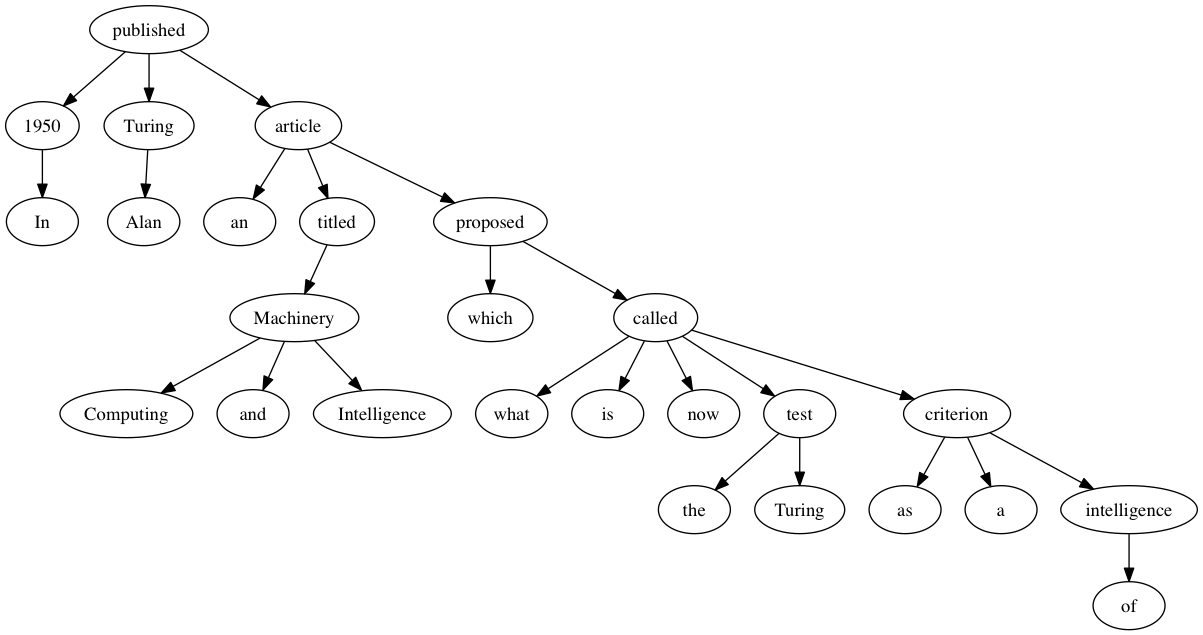 published
1950 Turing article
In Alan an titled proposed
Machinery which called
Computing and Intelligence what is now test criterion
the Turing as a intelligence
of